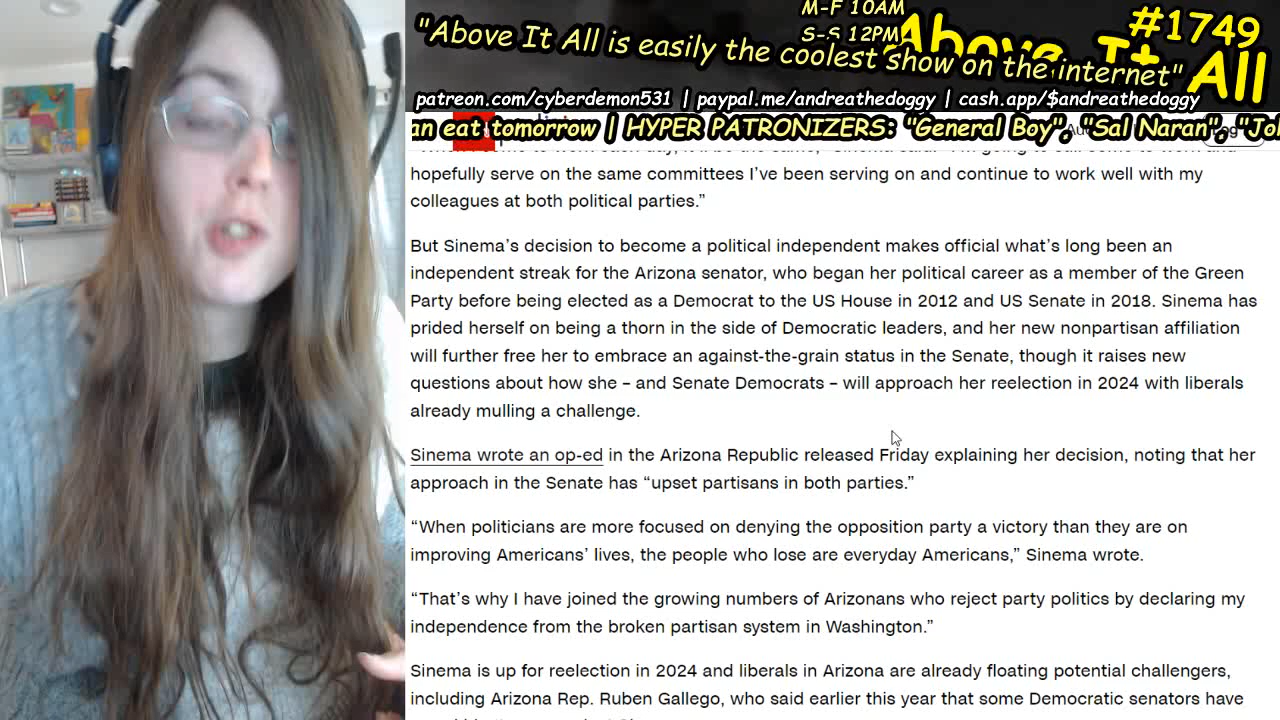 M-F 10AM
S-S 12PM
Above It All
#1749
"Above It All is easily the coolest show on the internet"
patreon.com/cyberdemon531 | paypal.me/andreathedoggy | cash.app/$andreathedoggy
an eat tomorrow | HYPER PATRONIZERS: "General Boy", "Sal Naran", "Jo
hopefully serve on the same committees I’ve been serving on and continue to work well with my
colleagues at both political parties.”
But Sinema’s decision to become a political independent makes official what’s long been an
independent streak for the Arizona senator, who began her political career as a member of the Green
Party before being elected as a Democrat to the US House in 2012 and US Senate in 2018. Sinema has
prided herself on being a thorn in the side of Democratic leaders, and her new nonpartisan affiliation
will further free her to embrace an against-the-grain status in the Senate, though it raises new
questions about how she – and Senate Democrats – will approach her reelection in 2024 with liberals
already mulling a challenge.
Sinema wrote an op-ed in the Arizona Republic released Friday explaining her decision, noting that her
approach in the Senate has “upset partisans in both parties.”
“When politicians are more focused on denying the opposition party a victory than they are on
improving Americans’ lives, the people who lose are everyday Americans,” Sinema wrote.
“That’s why I have joined the growing numbers of Arizonans who reject party politics by declaring my
independence from the broken partisan system in Washington.”
Sinema is up for reelection in 2024 and liberals in Arizona are already floating potential challengers,
including Arizona Rep. Ruben Gallego, who said earlier this year that some Democratic senators have